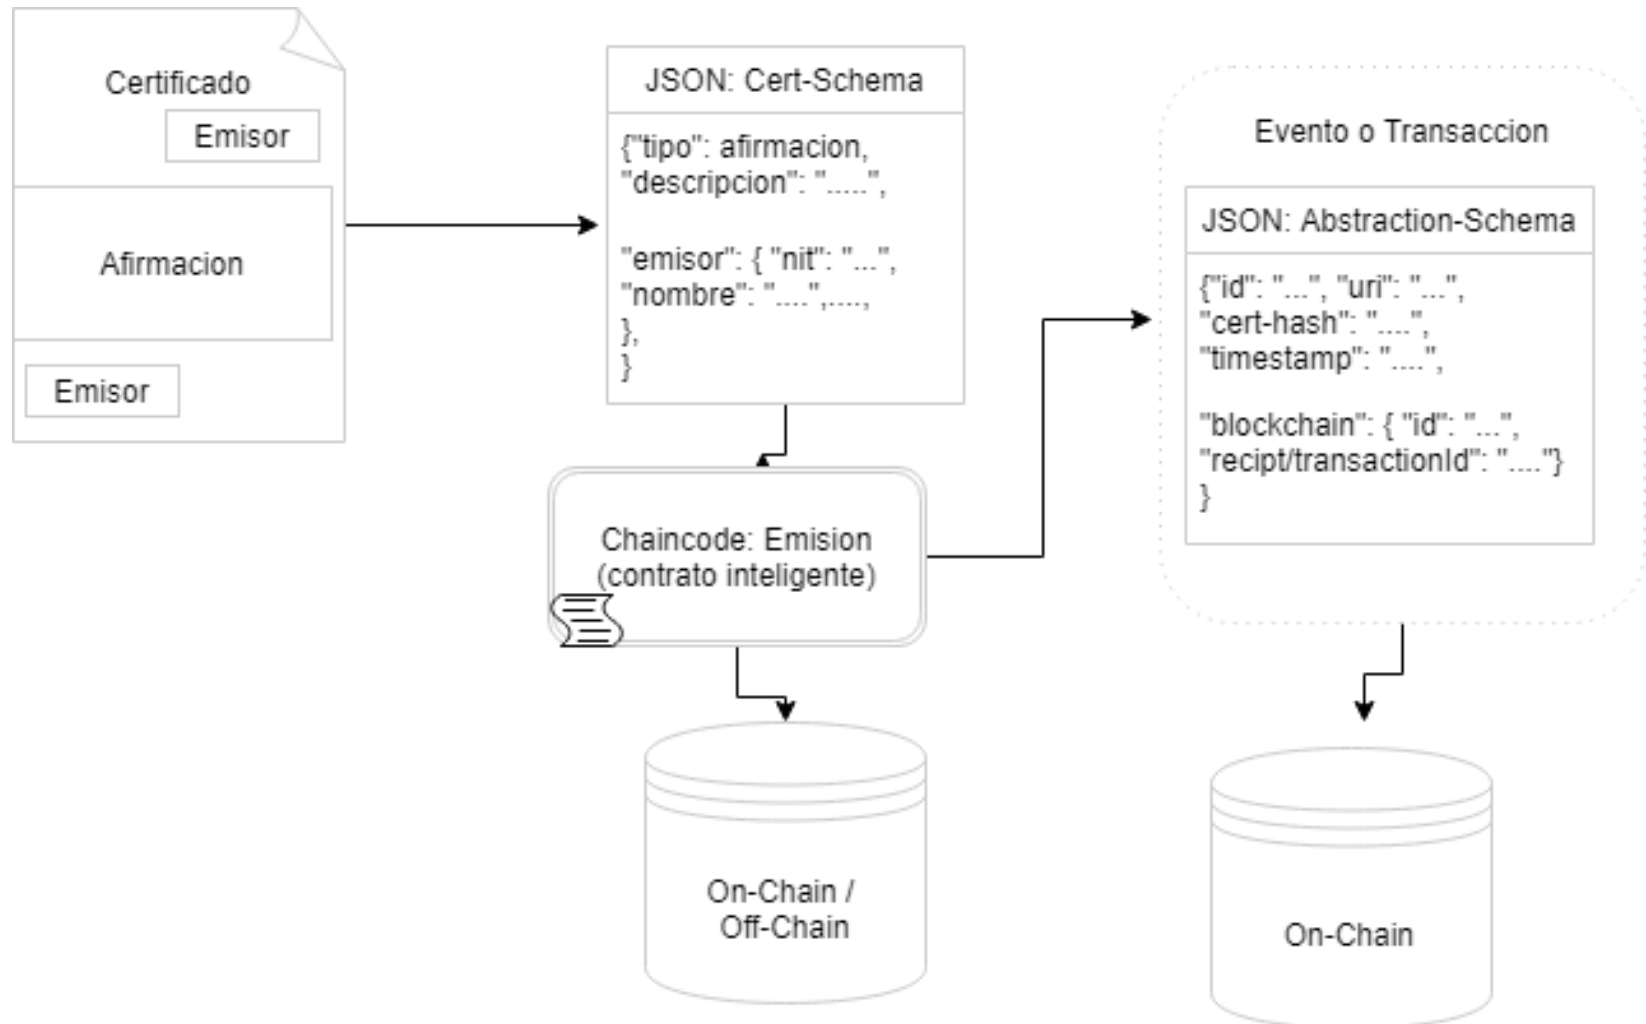 Certificado
Emisor
Afirmacion
Emisor
JSON: Cert-Schema
{"tipo": afirmacion,
"descripcion": ".....",
"emisor": { "nit": "...",
"nombre": "....",....,
},
}
Chaincode: Emision
(contrato inteligente)
On-Chain /
Off-Chain
Evento o Transaccion
JSON: Abstraction-Schema
{"id": "...", "uri": "...",
"cert-hash": "....",
"timestamp": "....",
"blockchain": { "id": "...",
"recipt/transactionId": "...."}
}
On-Chain